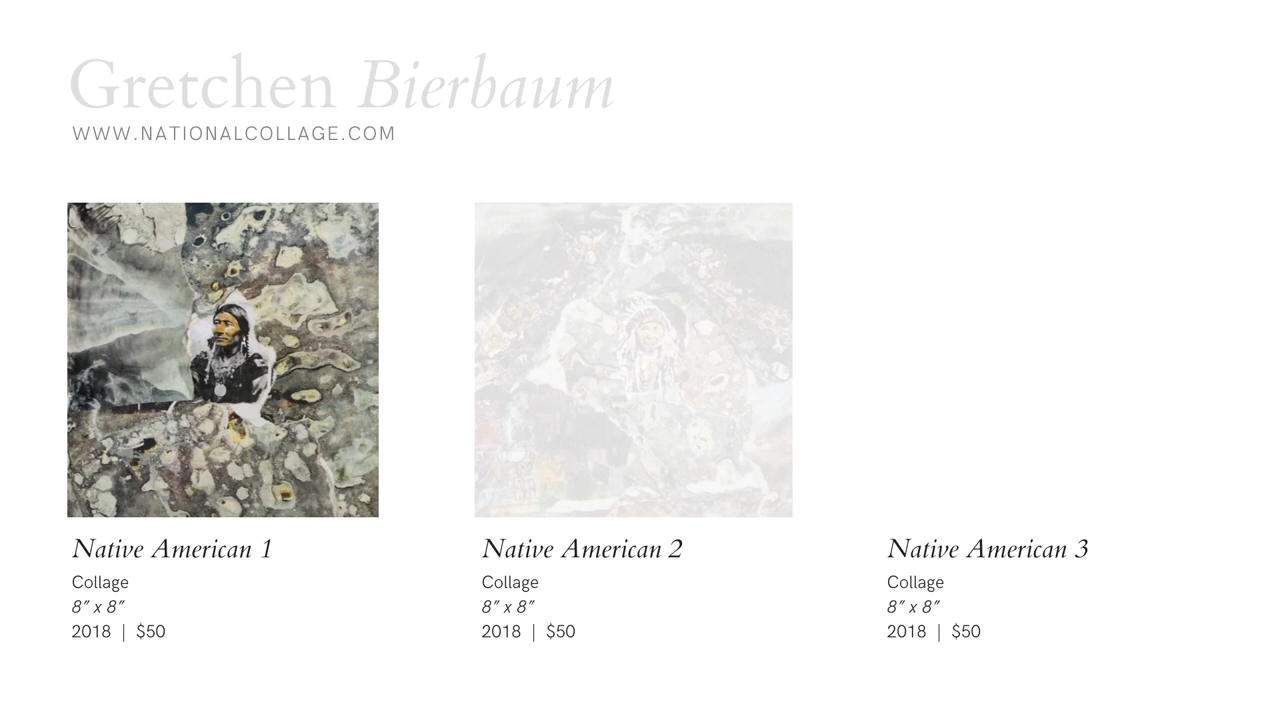 Gretchen Bierbaum
WWW.NATIONALCOLLAGE.COM
Native American 1
Collage
8" x 8"
2018 | $50
Native American 2
Collage
8" x 8"
2018 | $50
Native American 3
Collage
8" x 8"
2018 | $50